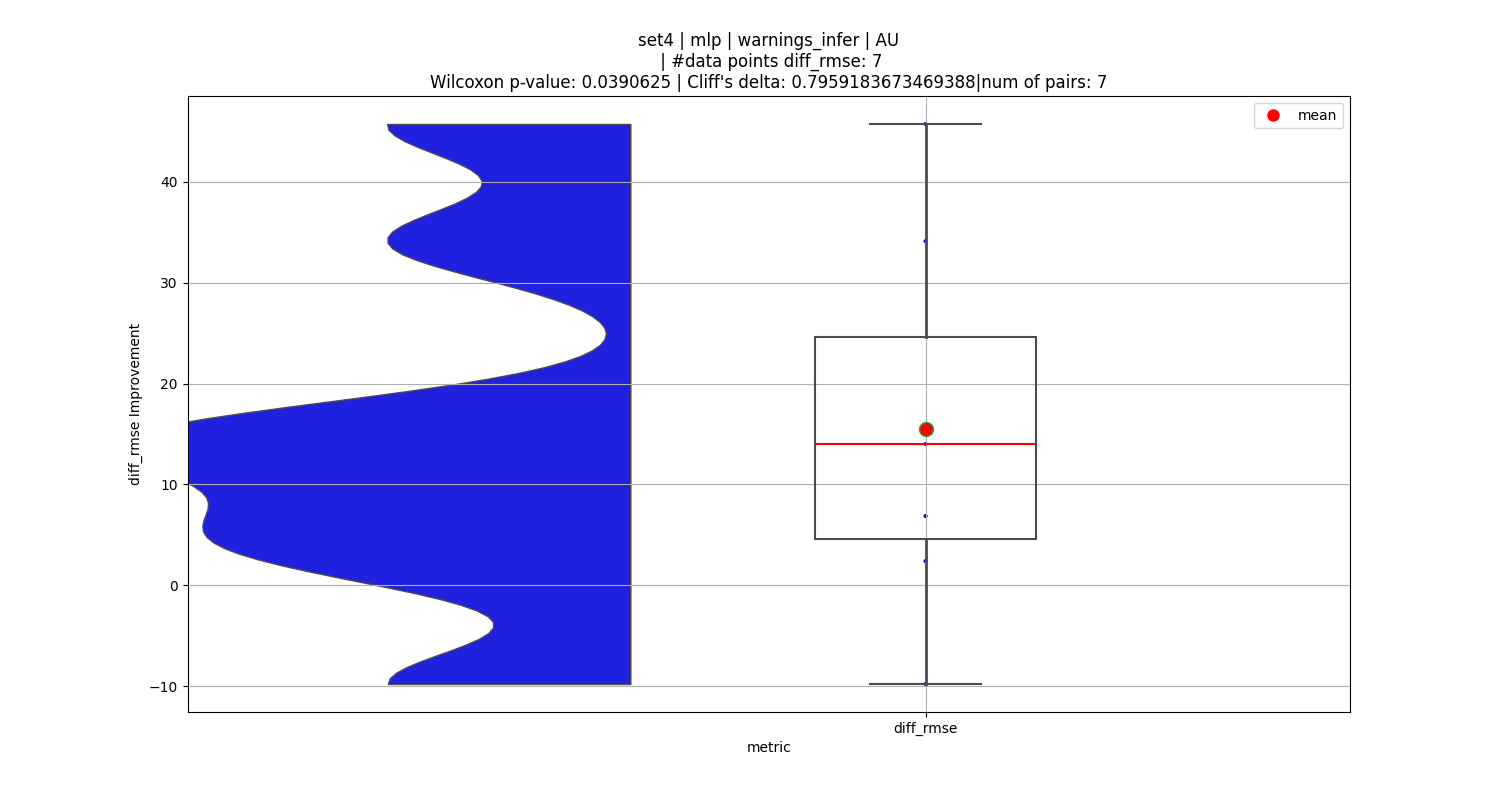 set4 | mlp | warnings_infer | AU
| #data points diff_rmse: 7
Wilcoxon p-value: 0.0390625 | Cliff's delta: 0.7959183673469388|num of pairs: 7
mean
40
30
20
10
0
−10
diff_rmse Improvement
diff_rmse
metric